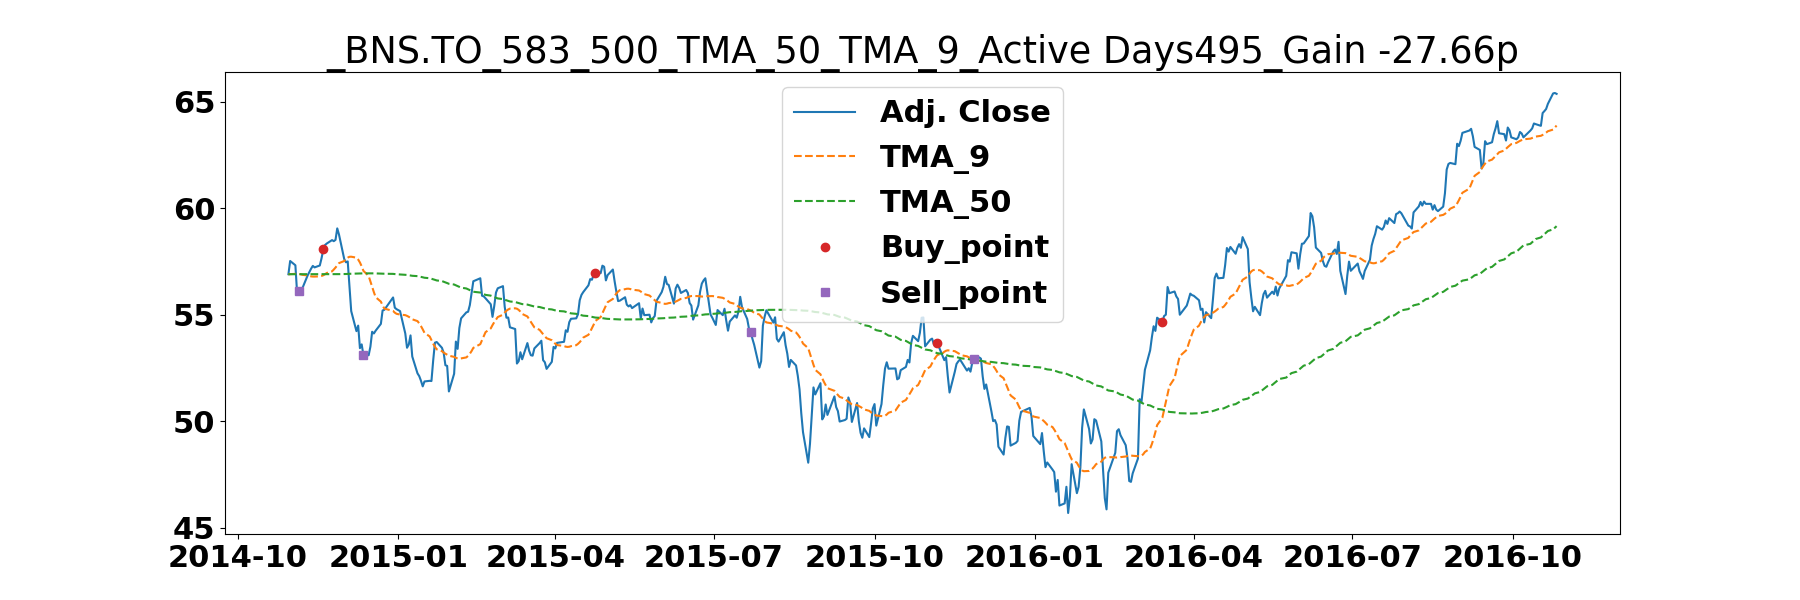 _BNS.TO_583_500_TMA_50_TMA_9_Active Days495_Gain -27.66p
65
60
55
50
45
Adj. Close
TMA_9
TMA_50
Buy_point
Sell_point
2014-10 2015-01 2015-04 2015-07 2015-10 2016-01 2016-04 2016-07 2016-10